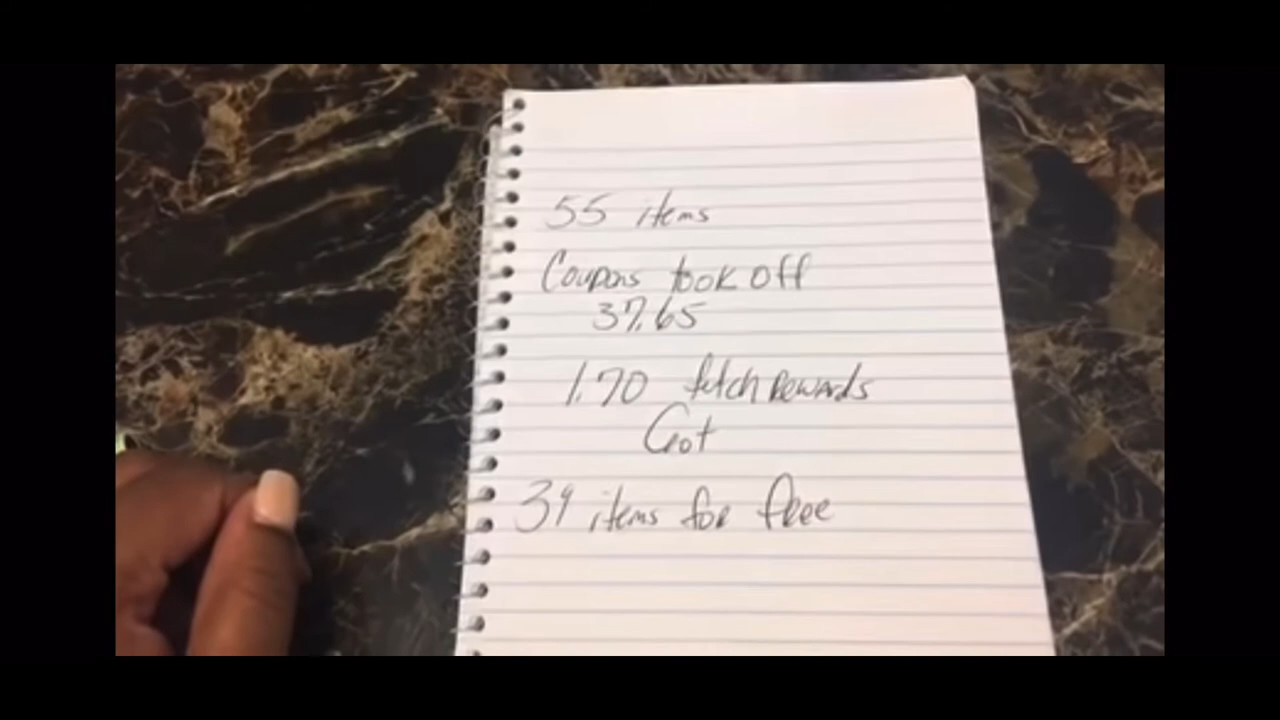 55 items
Coupons took off
37.65
1.70 fetch Rewards
Got
39 items for free